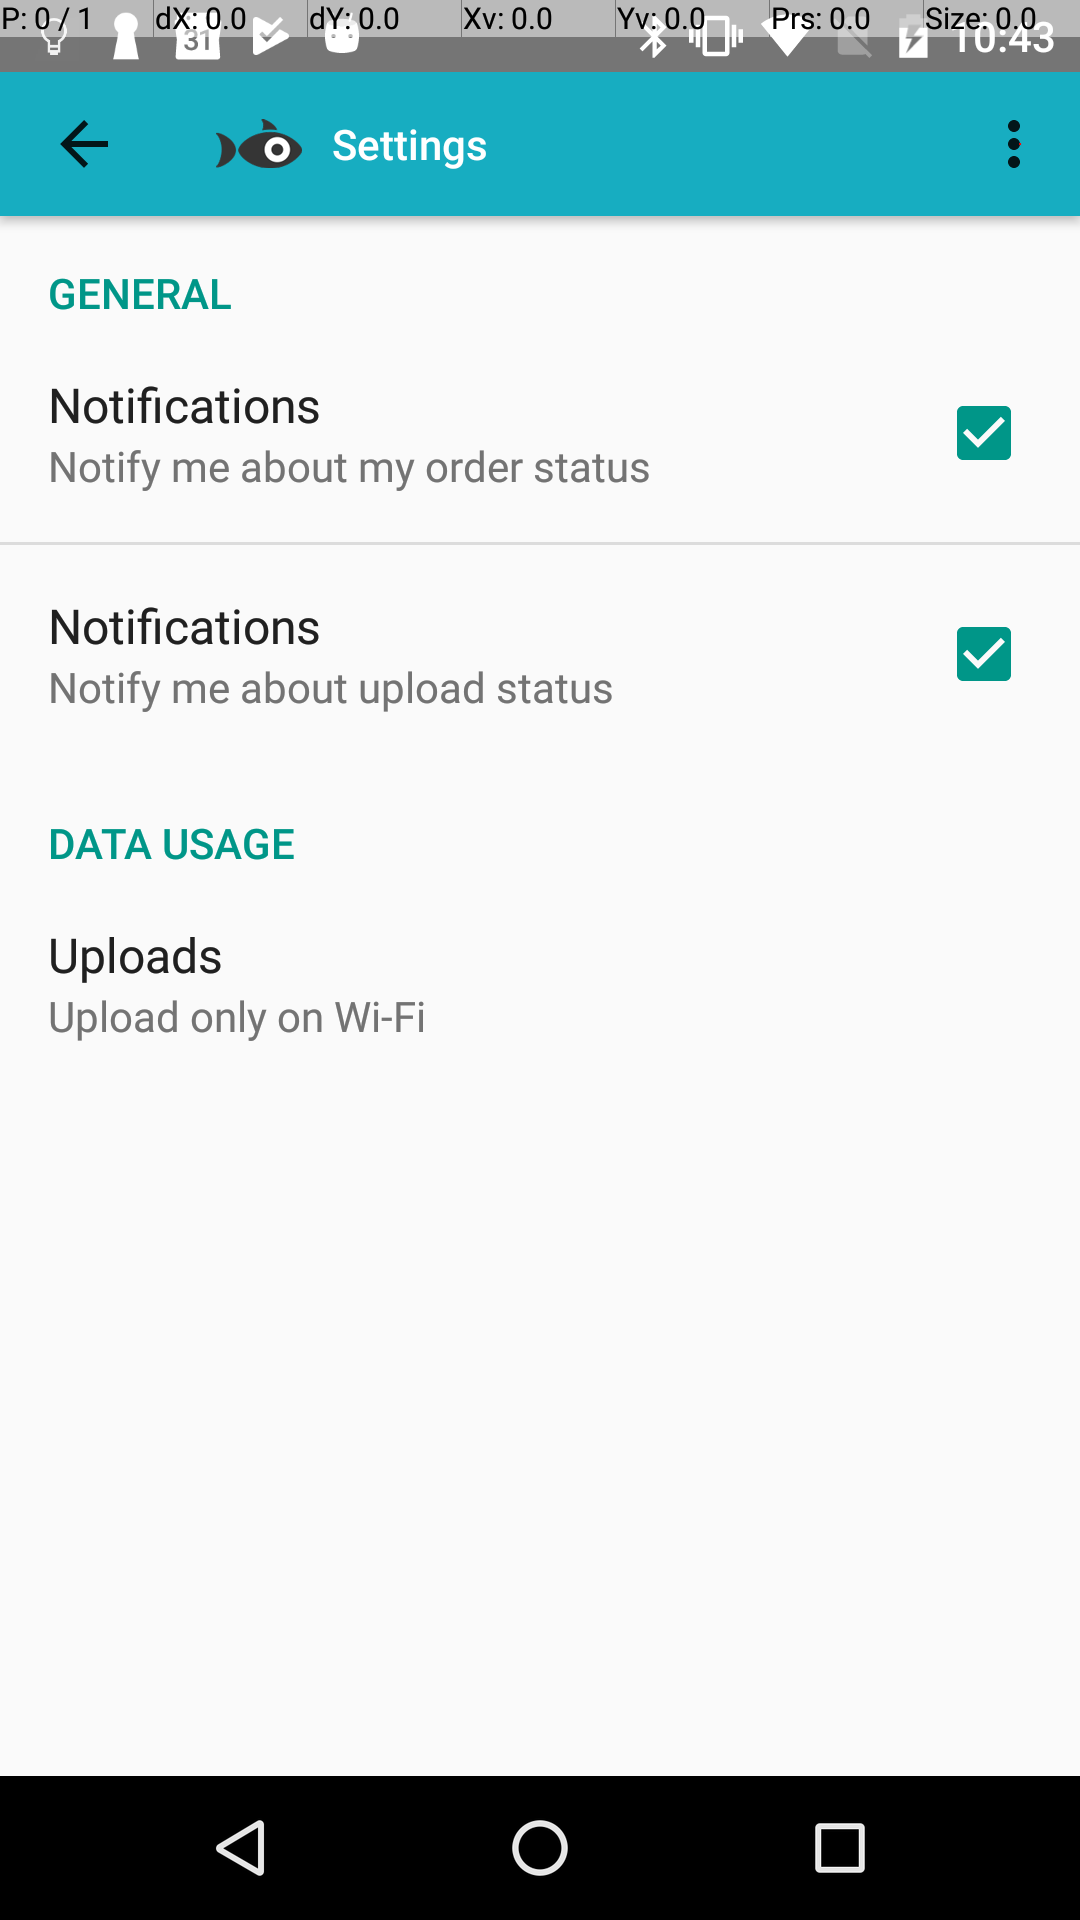 P: 0 / 1 dX: 0.0 dY: 0.0 Xv: 0.0 Yv: 0.0 Prs: 0.0 Size: 0.0
31 10:43
Settings
GENERAL
Notifications
Notify me about my order status
Notifications
Notify me about upload status
DATA USAGE
Uploads
Upload only on Wi-Fi